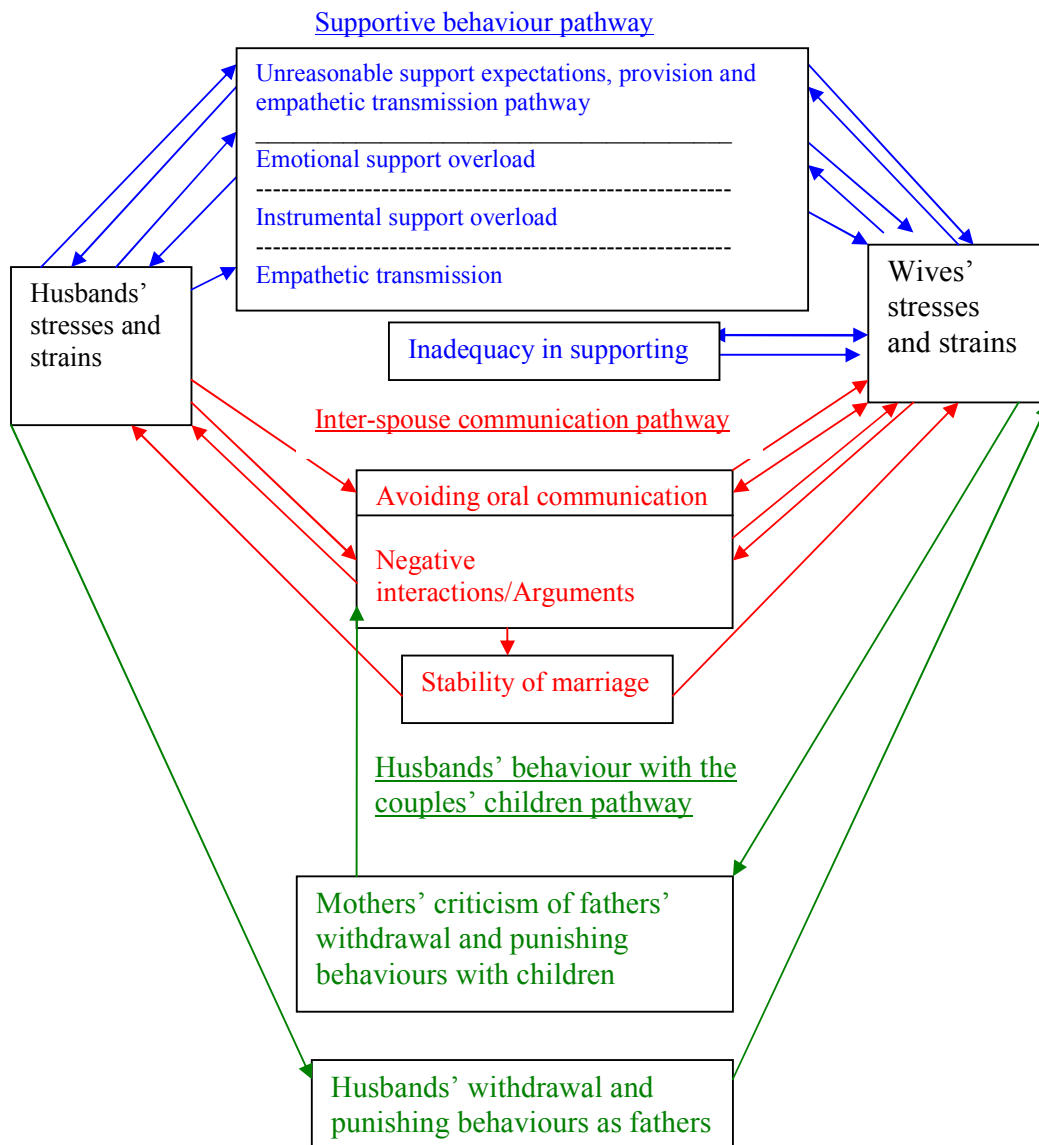 Supportive behaviour pathway
Unreasonable support expectations, provision and
empathetic transmission pathway
Emotional support overload
Instrumental support overload
Empathetic transmission
Husbands’
stresses and
strains
Wives’
stresses
and strains
Inadequacy in supporting
Inter-spouse communication pathway
Avoiding oral communication
Negative
interactions/Arguments
Stability of marriage
Husbands’ behaviour with the
couples’ children pathway
Mothers’ criticism of fathers’
withdrawal and punishing
behaviours with children
Husbands’ withdrawal and
punishing behaviours as fathers